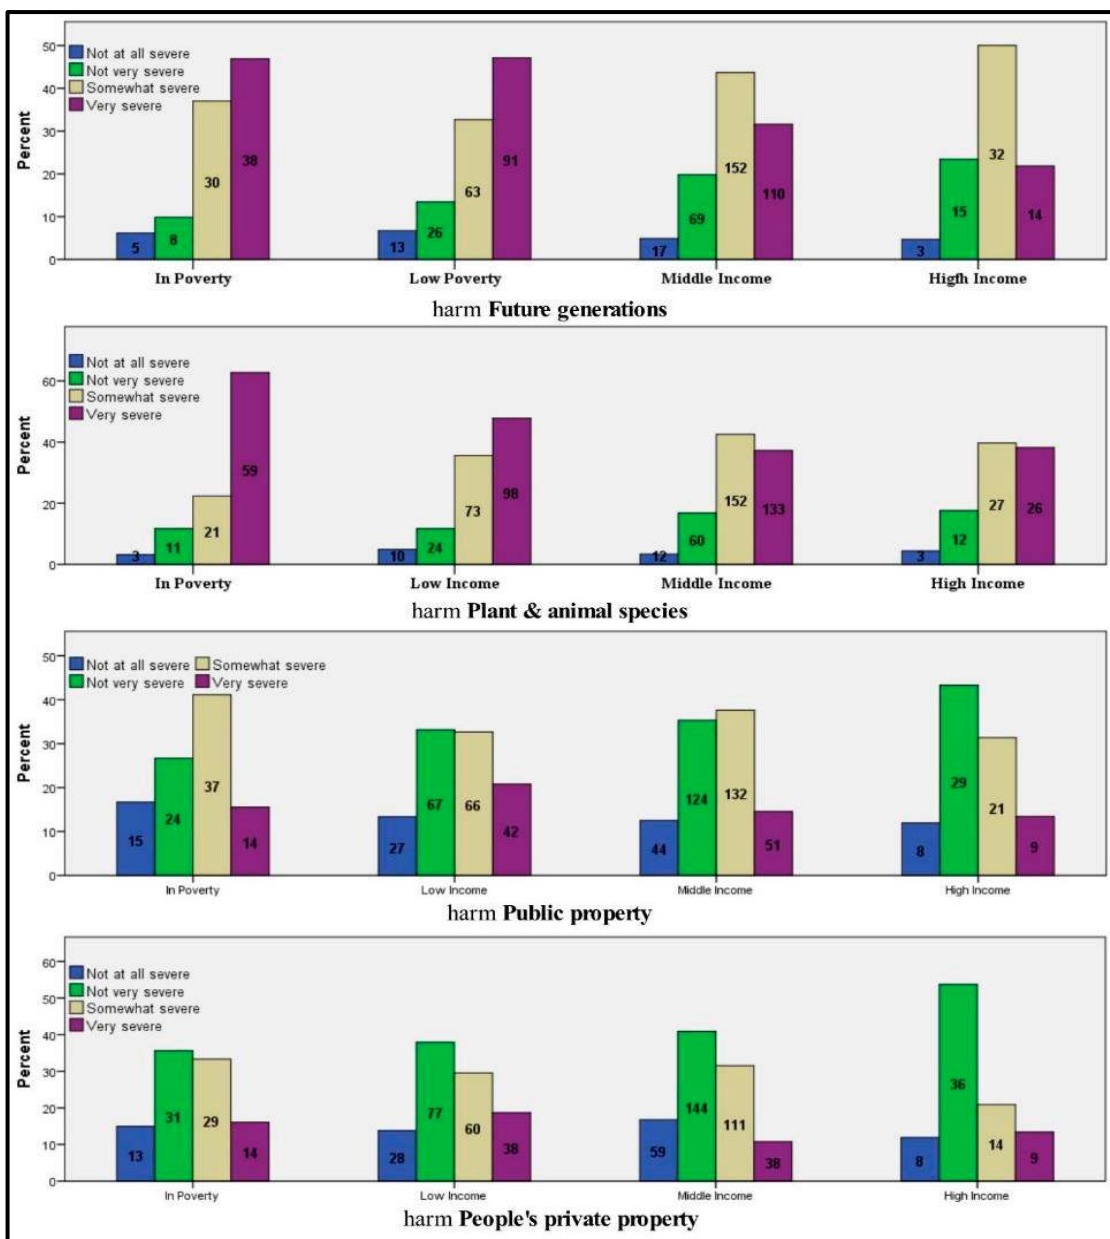 Percent
50
40
30
20
10
0
Not at all severe
Not very severe
Somewhat severe
Very severe
5 8 30 38 13 26 63 91 17 69 152 110 3 15 32 14
In Poverty Low Poverty Middle Income Higfh Income
harm Future generations
Percent
60
40
20
0
Not at all severe
Not very severe
Somewhat severe
Very severe
3 11 21 59 10 24 73 98 12 60 152 133 3 12 27 26
In Poverty Low Income Middle Income High Income
harm Plant & animal species
Percent
50
40
30
20
10
0
Not at all severe Somewhat severe
Not very severe Very severe
15 24 37 14 27 67 66 42 44 124 132 51 8 29 21 9
In Poverty Low Income Middle Income High Income
harm Public property
Percent
60
50
40
30
20
10
0
Not at all severe
Not very severe
Somewhat severe
Very severe
13 31 29 14 28 77 60 38 59 144 111 38 8 36 14 9
In Poverty Low Income Middle Income High Income
harm People's private property